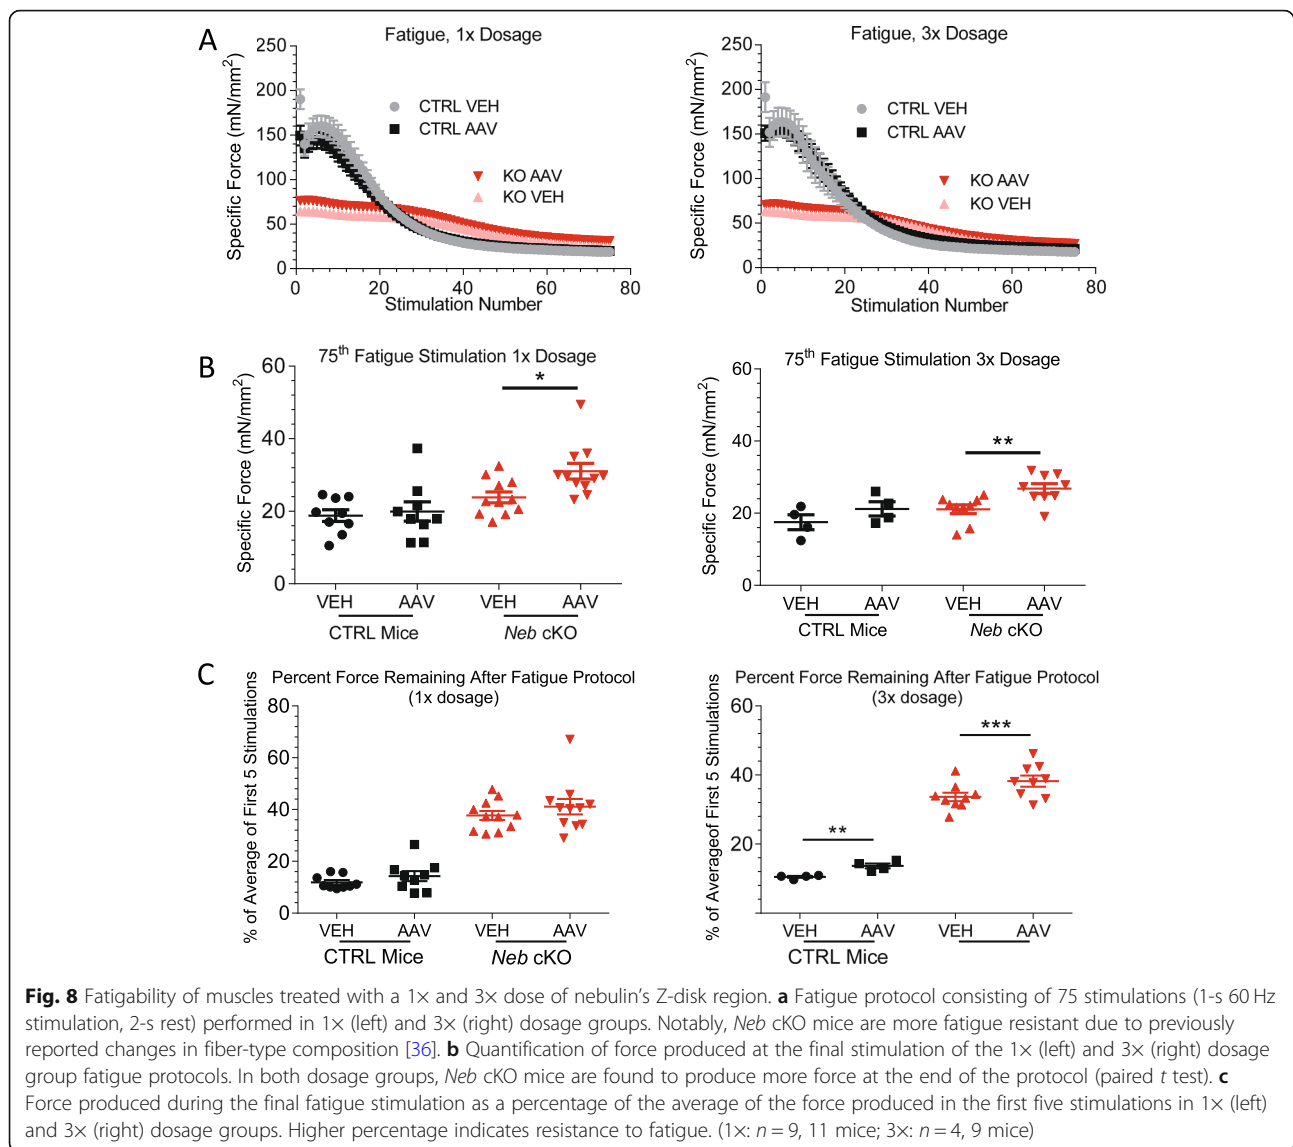 A
Fatigue, 1x Dosage
Specific Force (mN/mm²)
250
200
150
100
50
0
CTRL VEH
CTRL AAV
KO AAV
KO VEH
0 20 40 60 80
Stimulation Number
Fatigue, 3x Dosage
Specific Force (mN/mm²)
250
200
150
100
50
0
CTRL VEH
CTRL AAV
KO AAV
KO VEH
0 20 40 60 80
Stimulation Number
B
75th Fatigue Stimulation 1x Dosage
Specific Force (mN/mm²)
60
40
20
0
*
VEH AAV VEH AAV
CTRL Mice Neb cKO
75th Fatigue Stimulation 3x Dosage
Specific Force (mN/mm²)
60
40
20
0
**
VEH AAV VEH AAV
CTRL Mice Neb cKO
C
Percent Force Remaining After Fatigue Protocol
(1x dosage)
% of Average of First 5 Stimulations
80
60
40
20
0
VEH AAV VEH AAV
CTRL Mice Neb cKO
Percent Force Remaining After Fatigue Protocol
(3x dosage)
% of Averageof First 5 Stimulations
60
40
20
**
***
VEH AAV VEH AAV
CTRL Mice
Fig. 8 Fatigability of muscles treated with a 1× and 3× dose of nebulin's Z-disk region. a Fatigue protocol consisting of 75 stimulations (1-s 60 Hz
stimulation, 2-s rest) performed in 1× (left) and 3× (right) dosage groups. Notably, Neb cKO mice are more fatigue resistant due to previously
reported changes in fiber-type composition [36]. b Quantification of force produced at the final stimulation of the 1× (left) and 3× (right) dosage
group fatigue protocols. In both dosage groups, Neb cKO mice are found to produce more force at the end of the protocol (paired t test). c
Force produced during the final fatigue stimulation as a percentage of the average of the force produced in the first five stimulations in 1× (left)
and 3× (right) dosage groups. Higher percentage indicates resistance to fatigue. (1×: n = 9, 11 mice; 3×: n = 4, 9 mice)